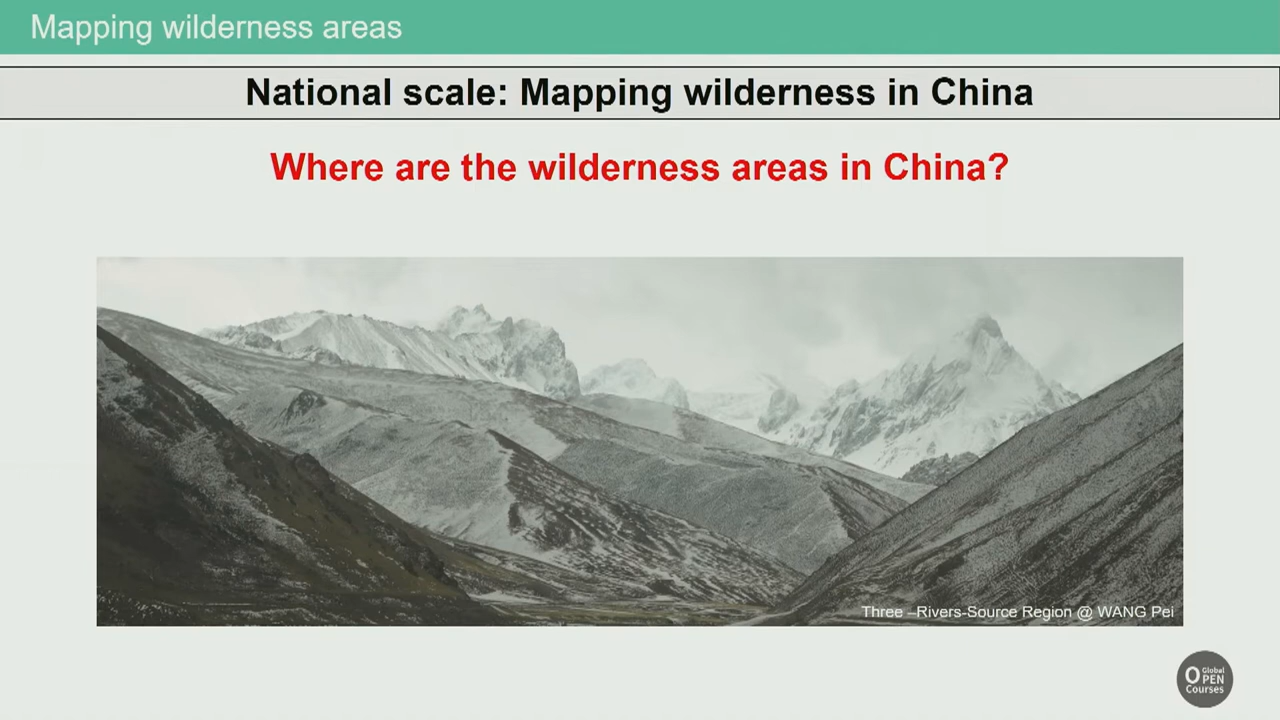 Mapping wilderness areas
National scale: Mapping wilderness in China
Where are the wilderness areas in China?
Three –Rivers-Source Region @ WANG Pei
Global
OPEN
Courses